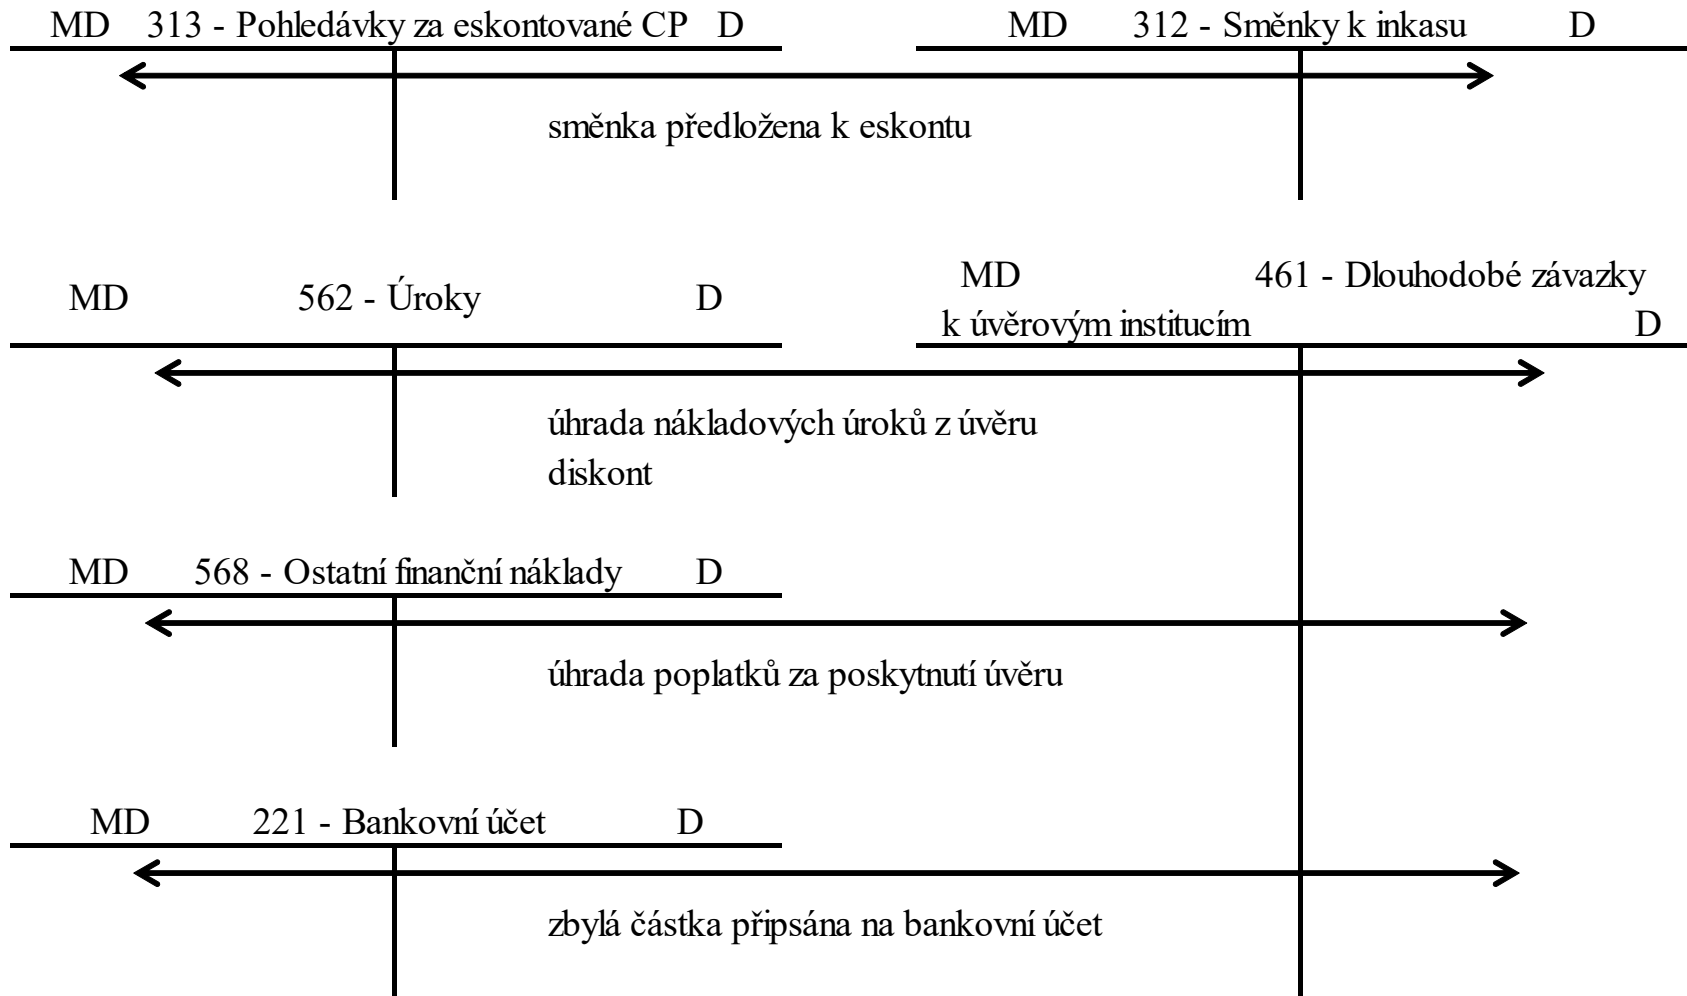 MD 313 - Pohledávky za eskontované CP D
MD 312 - Směnky k inkasu D
směnka předložena k eskontu
MD 562 - Úroky D
MD 461 - Dlouhodobé závazky
k úvěrovým institucím D
úhrada nákladových úroků z úvěru
diskont
MD 568 - Ostatní finanční náklady D
úhrada poplatků za poskytnutí úvěru
MD 221 - Bankovní účet D
zbylá částka připsána na bankovní účet